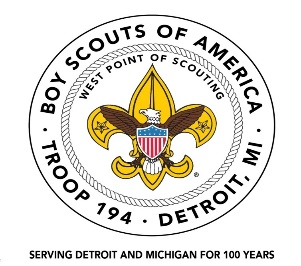 BOY SCOUTS OF AMERICA
WEST POINT OF SCOUTING
· TROOP 194 · DETROIT, MI ·
®
SERVING DETROIT AND MICHIGAN FOR 100 YEARS